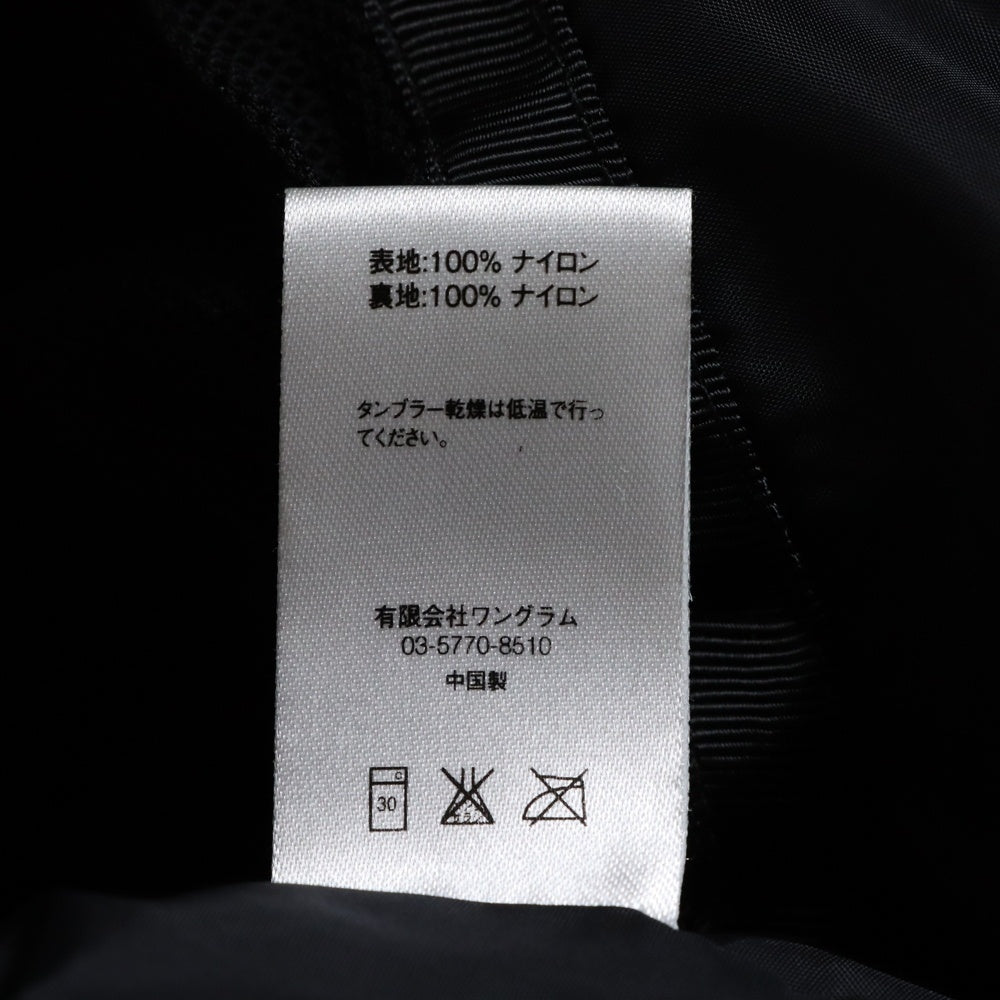 表地:100% ナイロン
裏地:100% ナイロン
タンブラー乾燥は低温で行っ
てください。
有限会社ワングラム
03-5770-8510
中国製
C
30